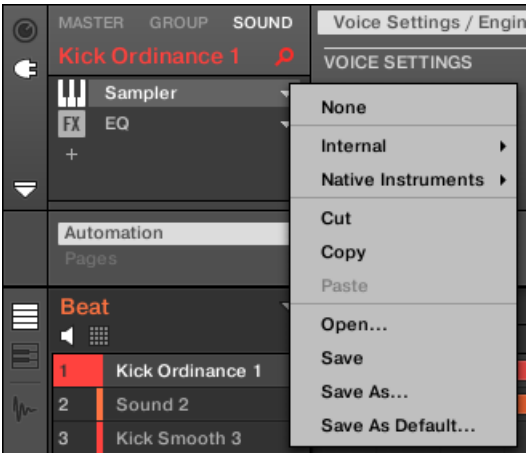 MASTER GROUP SOUND
Kick Ordinance 1
Sampler
FX EQ
+
Automation
Pages
Beat
1 Kick Ordinance 1
2 Sound 2
3 Kick Smooth 3
Voice Settings / Engin
VOICE SETTINGS
None
Internal
Native Instruments
Cut
Copy
Paste
Open...
Save
Save As...
Save As Default...